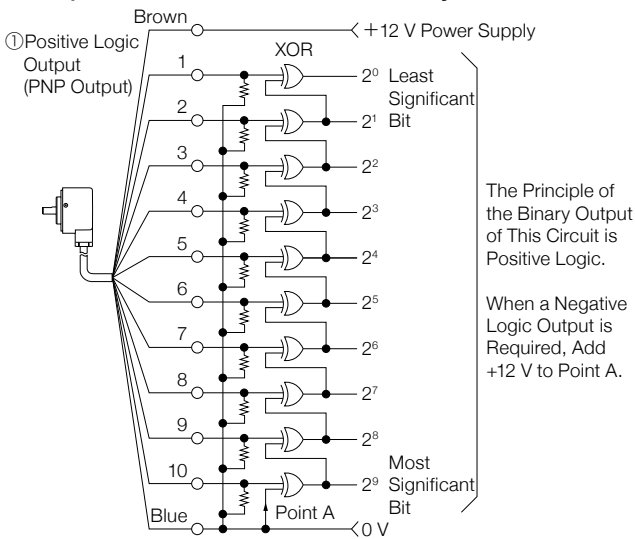 Brown
+12 V Power Supply
①Positive Logic
Output
(PNP Output)
XOR
1
2⁰ Least
Significant
Bit
2
2¹
3
2²
4
2³
5
2⁴
6
2⁵
7
2⁶
8
2⁷
9
2⁸
10
2⁹ Most
Significant
Bit
Blue
Point A
0 V
The Principle of
the Binary Output
of This Circuit is
Positive Logic.
When a Negative
Logic Output is
Required, Add
+12 V to Point A.